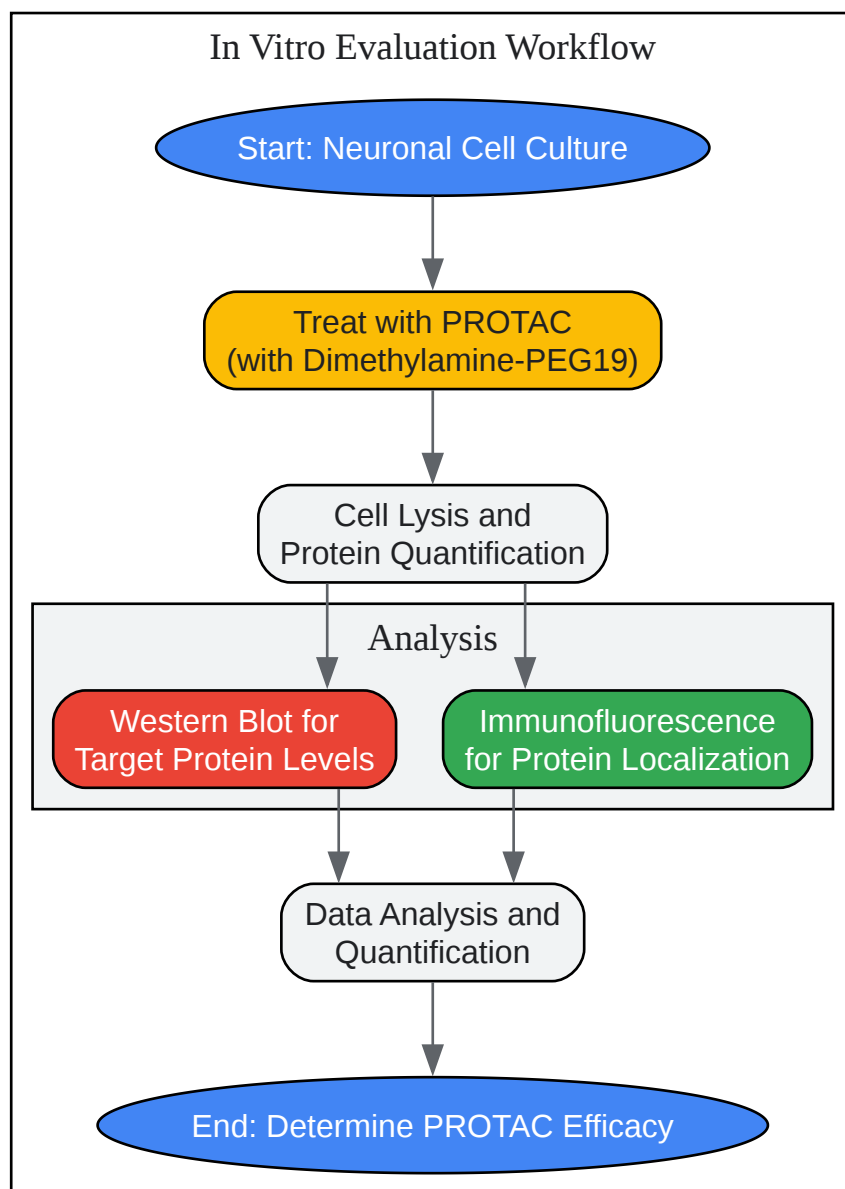 In Vitro Evaluation Workflow
Start: Neuronal Cell Culture
Treat with PROTAC
(with Dimethylamine-PEG19)
Cell Lysis and
Protein Quantification
Analysis
Western Blot for
Target Protein Levels
Immunofluorescence
for Protein Localization
Data Analysis and
Quantification
End: Determine PROTAC Efficacy